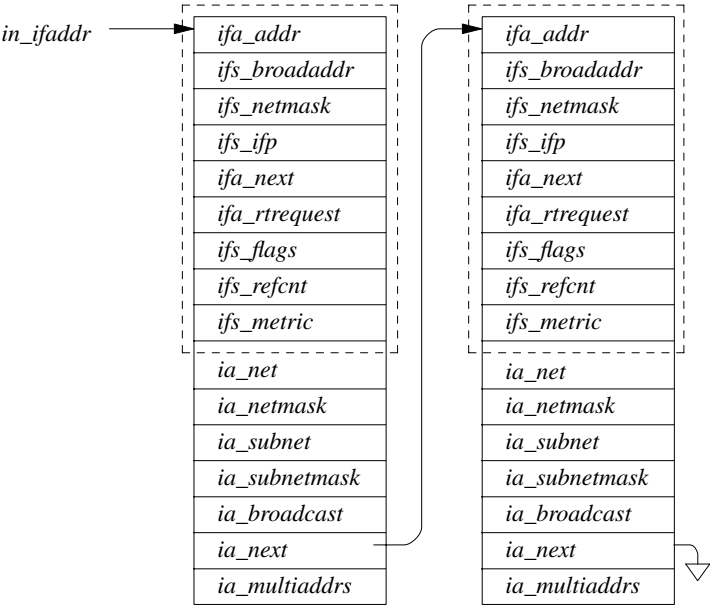 in_ifaddr
ifa_addr
ifs_broadaddr
ifs_netmask
ifs_ifp
ifa_next
ifa_rtrequest
ifs_flags
ifs_refcnt
ifs_metric
ia_net
ia_netmask
ia_subnet
ia_subnetmask
ia_broadcast
ia_next
ia_multiaddrs
ifa_addr
ifs_broadaddr
ifs_netmask
ifs_ifp
ifa_next
ifa_rtrequest
ifs_flags
ifs_refcnt
ifs_metric
ia_net
ia_netmask
ia_subnet
ia_subnetmask
ia_broadcast
ia_next
ia_multiaddrs